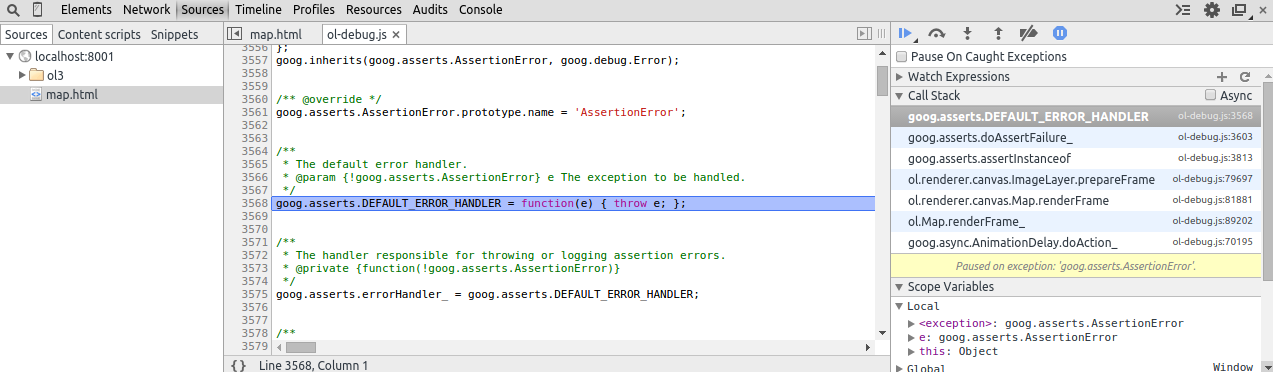 Elements Network Sources Timeline Profiles Resources Audits Console
Sources Content scripts Snippets
localhost:8001
ol3
map.html
map.html ol-debug.js ×
3556 };
3557 goog.inherits(goog.asserts.AssertionError, goog.debug.Error);
3558
3559
3560 /** @override */
3561 goog.asserts.AssertionError.prototype.name = 'AssertionError';
3562
3563
3564 /**
3565 * The default error handler.
3566 * @param {!goog.asserts.AssertionError} e The exception to be handled.
3567 */
3568 goog.asserts.DEFAULT_ERROR_HANDLER = function(e) { throw e; };
3569
3570
3571 /**
3572 * The handler responsible for throwing or logging assertion errors.
3573 * @private {function(!goog.asserts.AssertionError)}
3574 */
3575 goog.asserts.errorHandler_ = goog.asserts.DEFAULT_ERROR_HANDLER;
3576
3577
3578 /**
3579
{} Line 3568, Column 1
Pause On Caught Exceptions
Watch Expressions
Call Stack Async
goog.asserts.DEFAULT_ERROR_HANDLER ol-debug.js:3568
goog.asserts.doAssertFailure_ ol-debug.js:3603
goog.asserts.assertInstanceof ol-debug.js:3813
ol.renderer.canvas.ImageLayer.prepareFrame ol-debug.js:79697
ol.renderer.canvas.Map.renderFrame ol-debug.js:81881
ol.Map.renderFrame_ ol-debug.js:89202
goog.async.AnimationDelay.doAction_ ol-debug.js:70195
Paused on exception: 'goog.asserts.AssertionError'.
Scope Variables
Local
<exception>: goog.asserts.AssertionError
e: goog.asserts.AssertionError
this: Object
Global Window